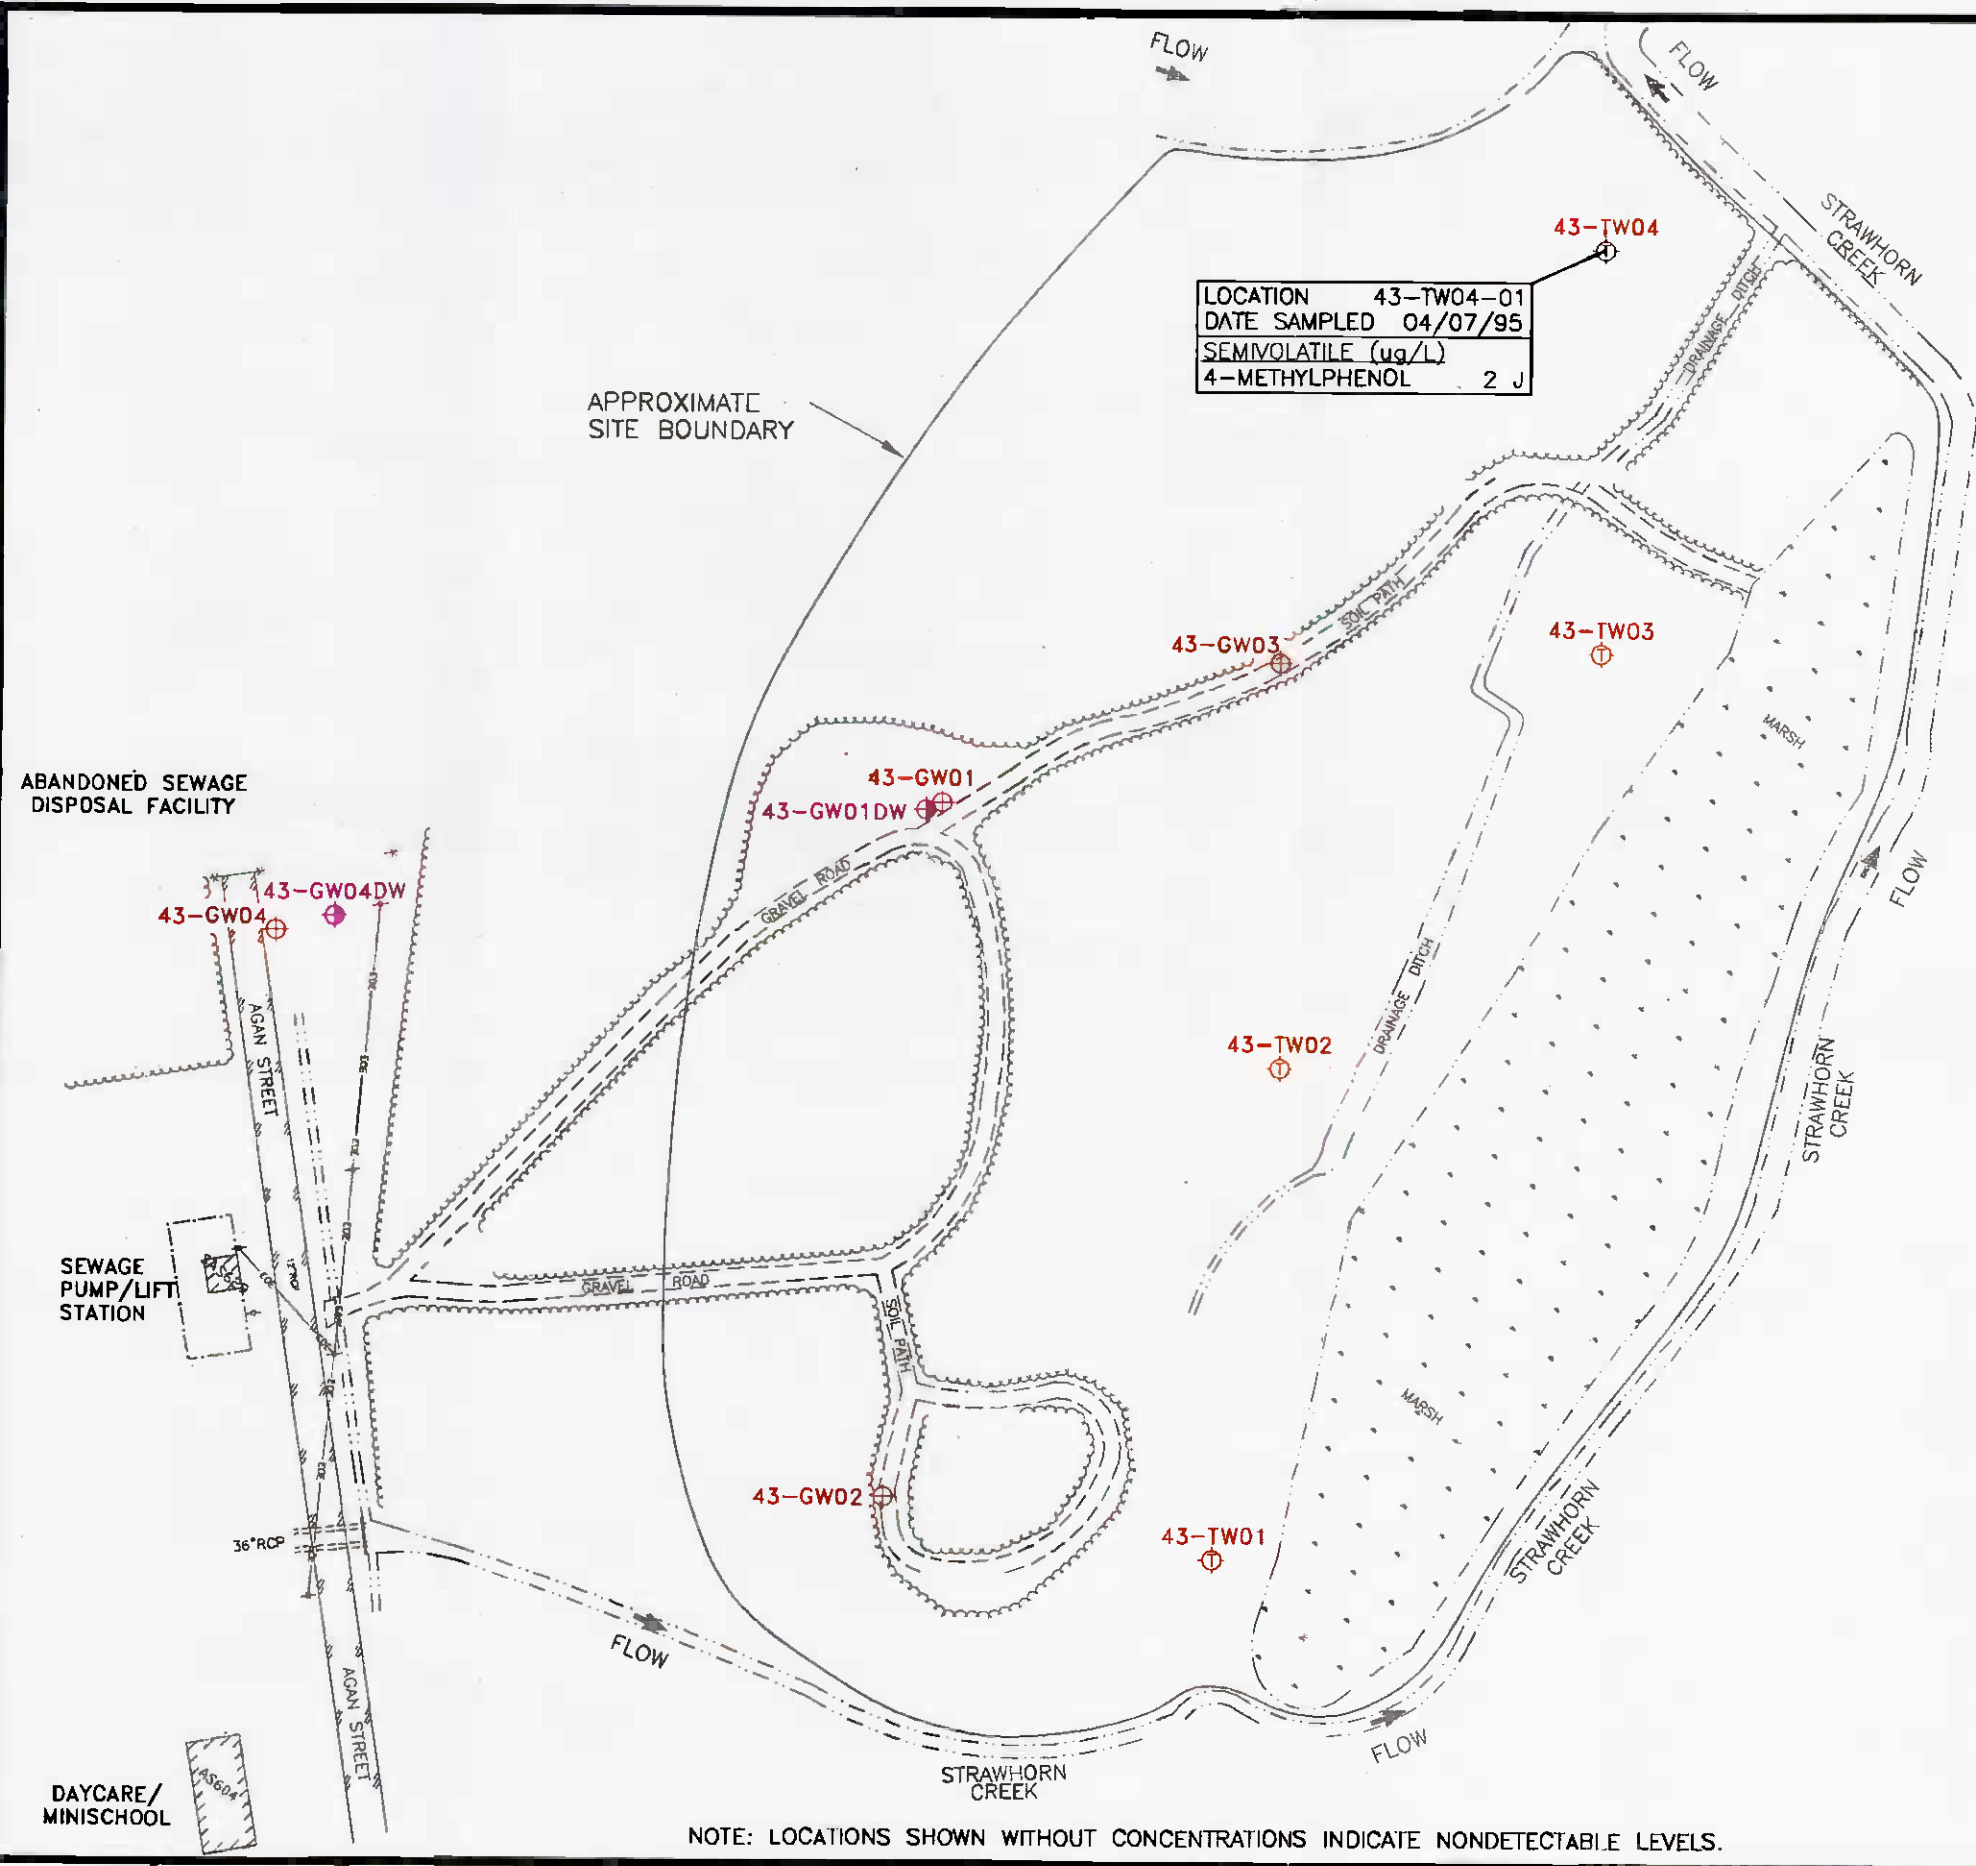 FLOW
FLOW
STRAWHORN
CREEK
43-TW04
LOCATION 43-TW04-01
DATE SAMPLED 04/07/95
SEMIVOLATILE (ug/L)
4-METHYLPHENOL 2 J
DRAINAGE DITCH
APPROXIMATE
SITE BOUNDARY
SOIL PATH
43-GW03
43-TW03
MARSH
43-GW01
43-GW01DW
ABANDONED SEWAGE
DISPOSAL FACILITY
GRAVEL ROAD
43-GW04DW
43-GW04
FLOW
DRAINAGE DITCH
AGAN STREET
43-TW02
STRAWHORN
CREEK
SEWAGE
PUMP/LIFT
STATION
GRAVEL ROAD
SOIL PATH
MARSH
43-GW02
43-TW01
36"RCP
STRAWHORN
CREEK
FLOW
AGAN STREET
FLOW
STRAWHORN
CREEK
AS604
DAYCARE/
MINISCHOOL
NOTE: LOCATIONS SHOWN WITHOUT CONCENTRATIONS INDICATE NONDETECTABLE LEVELS.